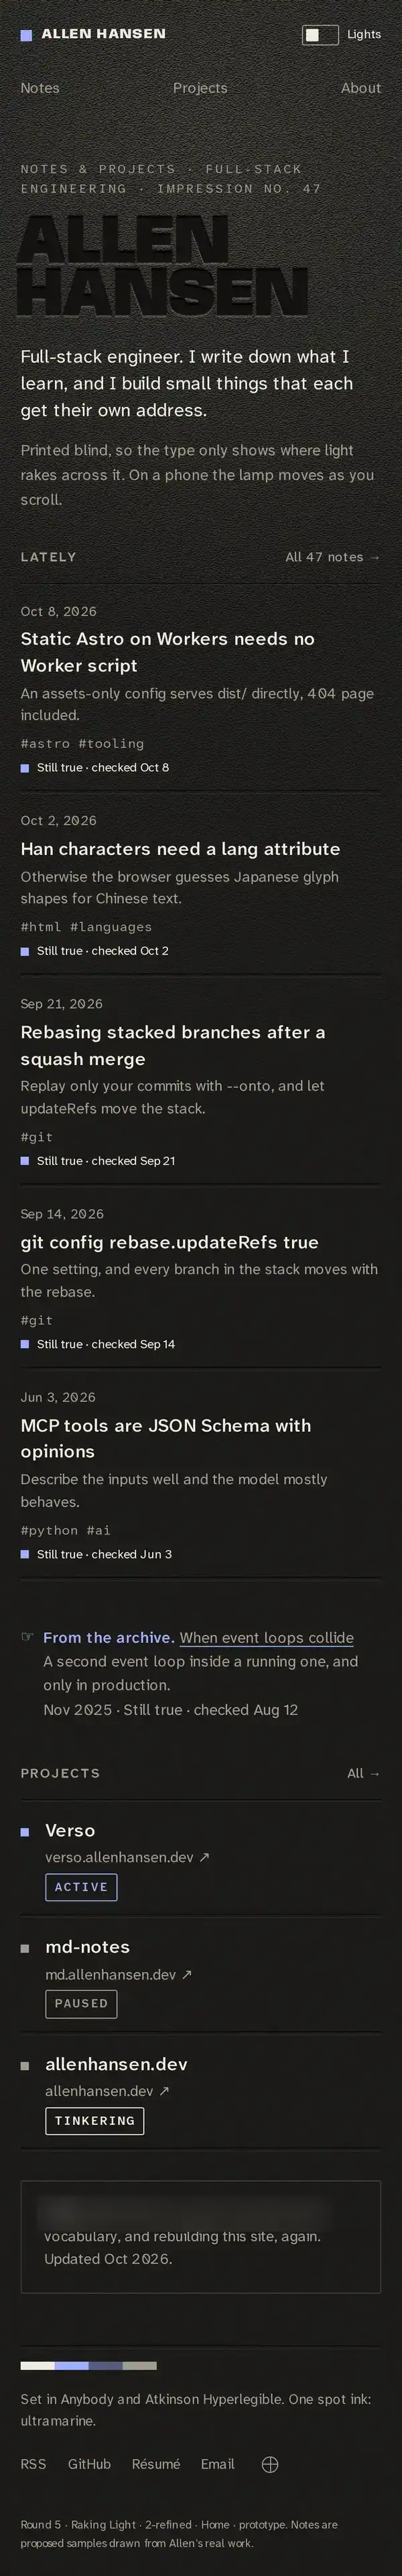 ALLEN HANSEN
Lights
Notes
Projects
About
NOTES & PROJECTS · FULL-STACK
ENGINEERING · IMPRESSION NO. 47
ALLEN
HANSEN
Full-stack engineer. I write down what I
learn, and I build small things that each
get their own address.
Printed blind, so the type only shows where light
rakes across it. On a phone the lamp moves as you
scroll.
LATELY
All 47 notes →
Oct 8, 2026
Static Astro on Workers needs no
Worker script
An assets-only config serves dist/ directly, 404 page
included.
#astro #tooling
Still true · checked Oct 8
Oct 2, 2026
Han characters need a lang attribute
Otherwise the browser guesses Japanese glyph
shapes for Chinese text.
#html #languages
Still true · checked Oct 2
Sep 21, 2026
Rebasing stacked branches after a
squash merge
Replay only your commits with --onto, and let
updateRefs move the stack.
#git
Still true · checked Sep 21
Sep 14, 2026
git config rebase.updateRefs true
One setting, and every branch in the stack moves with
the rebase.
#git
Still true · checked Sep 14
Jun 3, 2026
MCP tools are JSON Schema with
opinions
Describe the inputs well and the model mostly
behaves.
#python #ai
Still true · checked Jun 3
☞ From the archive. When event loops collide
A second event loop inside a running one, and
only in production.
Nov 2025 · Still true · checked Aug 12
PROJECTS
All →
Verso
verso.allenhansen.dev ↗
ACTIVE
md-notes
md.allenhansen.dev ↗
PAUSED
allenhansen.dev
allenhansen.dev ↗
TINKERING
vocabulary, and rebuilding this site, again.
Updated Oct 2026.
Set in Anybody and Atkinson Hyperlegible. One spot ink:
ultramarine.
RSS
GitHub
Résumé
Email
Round 5 · Raking Light · 2-refined · Home · prototype. Notes are
proposed samples drawn from Allen's real work.